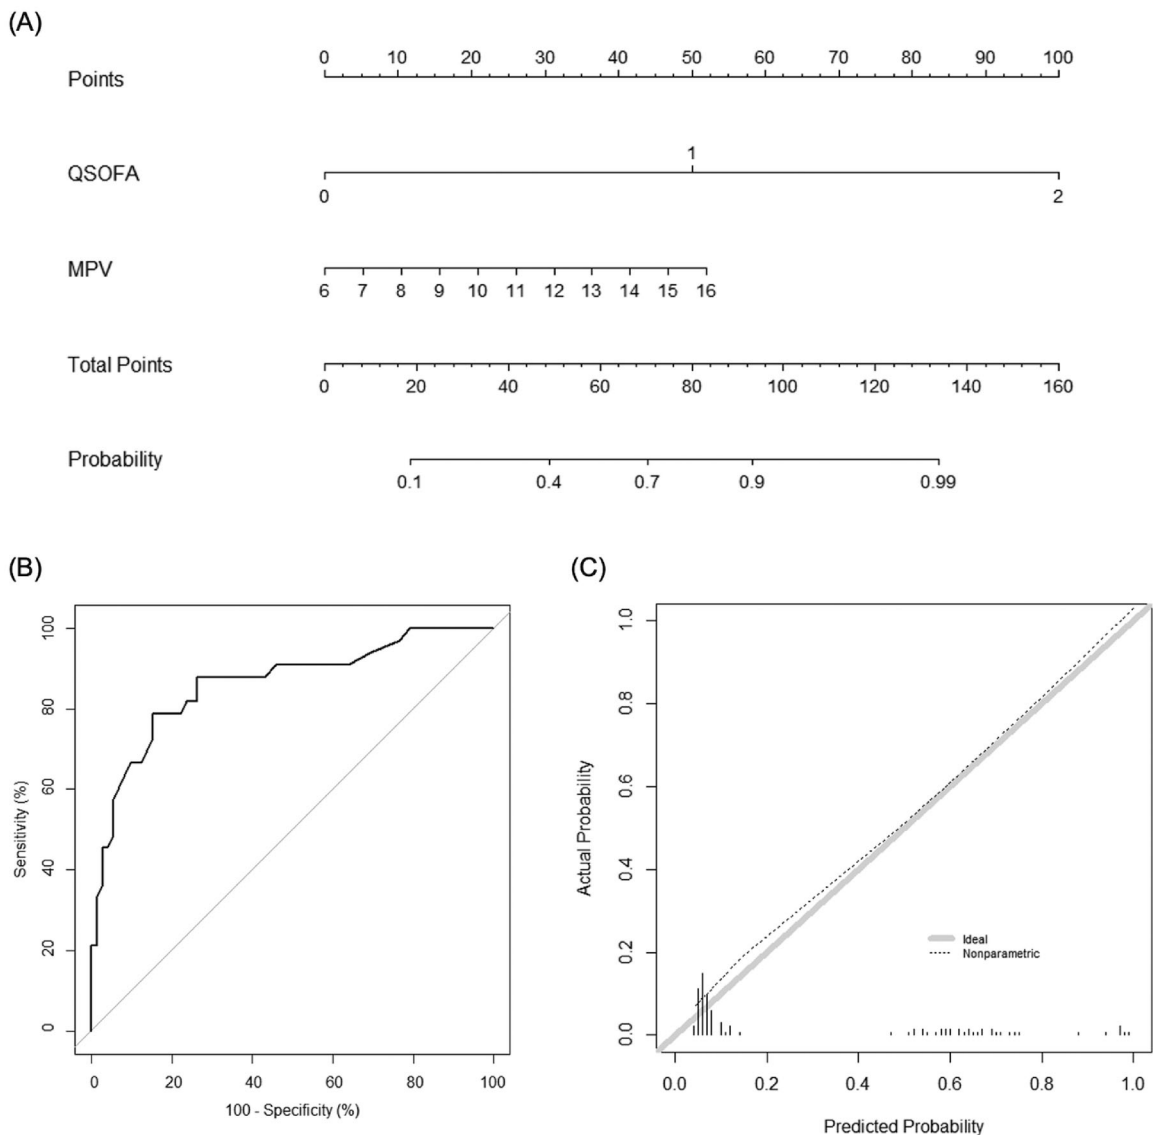 (A)
Points
0 10 20 30 40 50 60 70 80 90 100
QSOFA
1
0 2
MPV
6 7 8 9 10 11 12 13 14 15 16
Total Points
0 20 40 60 80 100 120 140 160
Probability
0.1 0.4 0.7 0.9 0.99
(B)
Sensitivity (%)
100
80
60
40
20
0
0 20 40 60 80 100
100 - Specificity (%)
(C)
Actual Probability
1.0
0.8
0.6
0.4
0.2
0.0
Ideal
Nonparametric
0.0 0.2 0.4 0.6 0.8 1.0
Predicted Probability